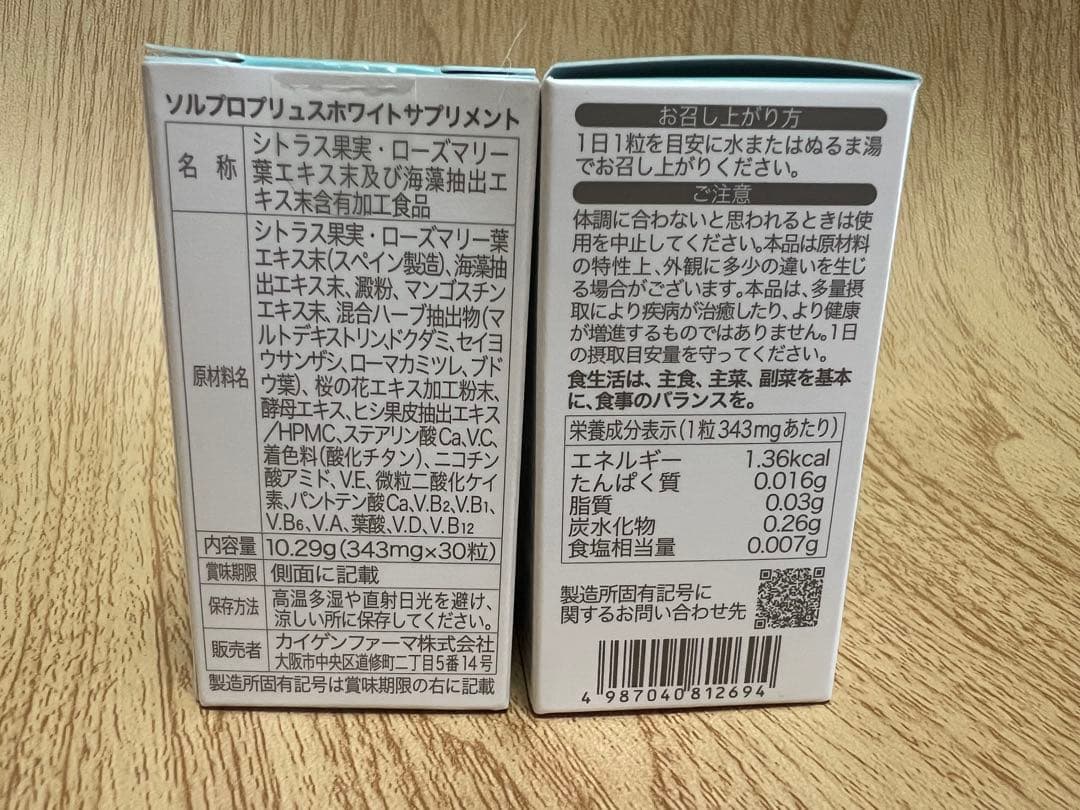 ソルプロプリュスホワイトサプリメント
名 称
シトラス果実・ローズマリー
葉エキス末及び海藻抽出エ
キス末含有加工食品
原材料名
シトラス果実・ローズマリー葉
エキス末(スペイン製造)、海藻抽
出エキス末、澱粉、マンゴスチン
エキス末、混合ハーブ抽出物(マ
ルトデキストリン、ドクダミ、セイヨ
ウサンザシ、ローマカミツレ、ブド
ウ葉)、桜の花エキス加工粉末、
酵母エキス、ヒシ果皮抽出エキス
/HPMC、ステアリン酸Ca、V.C、
着色料(酸化チタン)、ニコチン
酸アミド、V.E、微粒二酸化ケイ
素、パントテン酸Ca、V.B2、V.B1、
V.B6、V.A、葉酸、V.D、V.B12
内容量
10.29g(343mg×30粒)
賞味期限
側面に記載
保存方法
高温多湿や直射日光を避け、
涼しい所に保存してください。
販売者
カイゲンファーマ株式会社
大阪市中央区道修町二丁目5番14号
製造所固有記号は賞味期限の右に記載
お召し上がり方
1日1粒を目安に水またはぬるま湯
でお召し上がりください。
ご注意
体調に合わないと思われるときは使
用を中止してください。本品は原材料
の特性上、外観に多少の違いを生じ
る場合がございます。本品は、多量摂
取により疾病が治癒したり、より健康
が増進するものではありません。1日
の摂取目安量を守ってください。
食生活は、主食、主菜、副菜を基本
に、食事のバランスを。
栄養成分表示(1粒343mgあたり)
エネルギー 1.36kcal
たんぱく質 0.016g
脂質 0.03g
炭水化物 0.26g
食塩相当量 0.007g
製造所固有記号に
関するお問い合わせ先
4 987040 812694